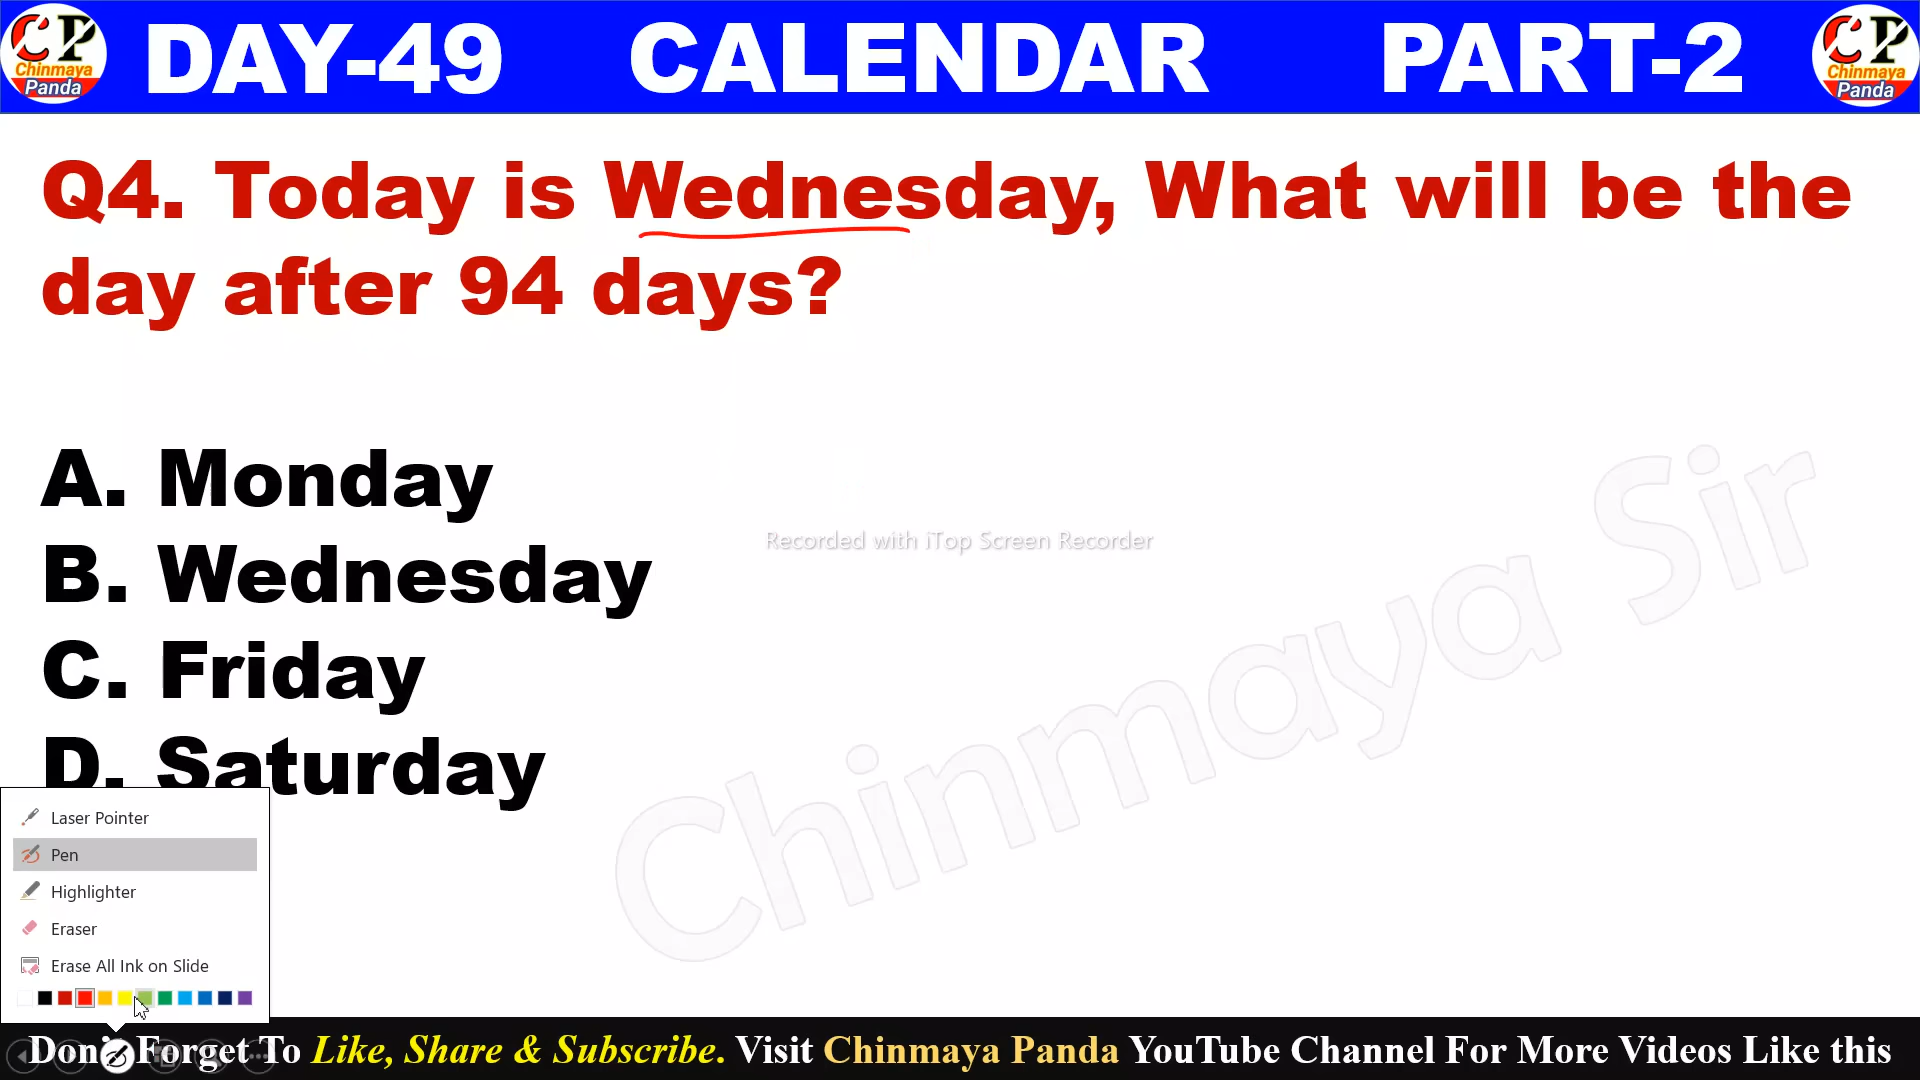 CP Chinmaya Panda DAY-49 CALENDAR PART-2 CP Chinmaya Panda
Q4. Today is Wednesday, What will be the
day after 94 days?
A. Monday
B. Wednesday
C. Friday
D. Saturday
Recorded with iTop Screen Recorder
Chinmaya Sir
Laser Pointer
Pen
Highlighter
Eraser
Erase All Ink on Slide
Don't Forget To Like, Share & Subscribe. Visit Chinmaya Panda YouTube Channel For More Videos Like this